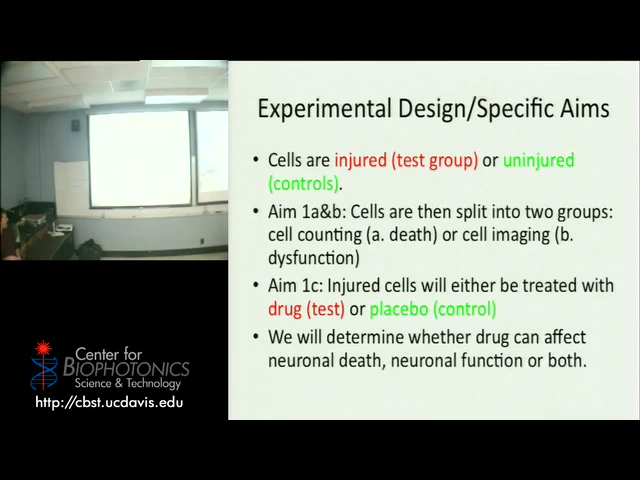 Experimental Design/Specific Aims
• Cells are injured (test group) or uninjured
(controls).
• Aim 1a&b: Cells are then split into two groups:
cell counting (a. death) or cell imaging (b.
dysfunction)
• Aim 1c: Injured cells will either be treated with
drug (test) or placebo (control)
• We will determine whether drug can affect
neuronal death, neuronal function or both.
Center for
BIOPHOTONICS
Science & Technology
http://cbst.ucdavis.edu